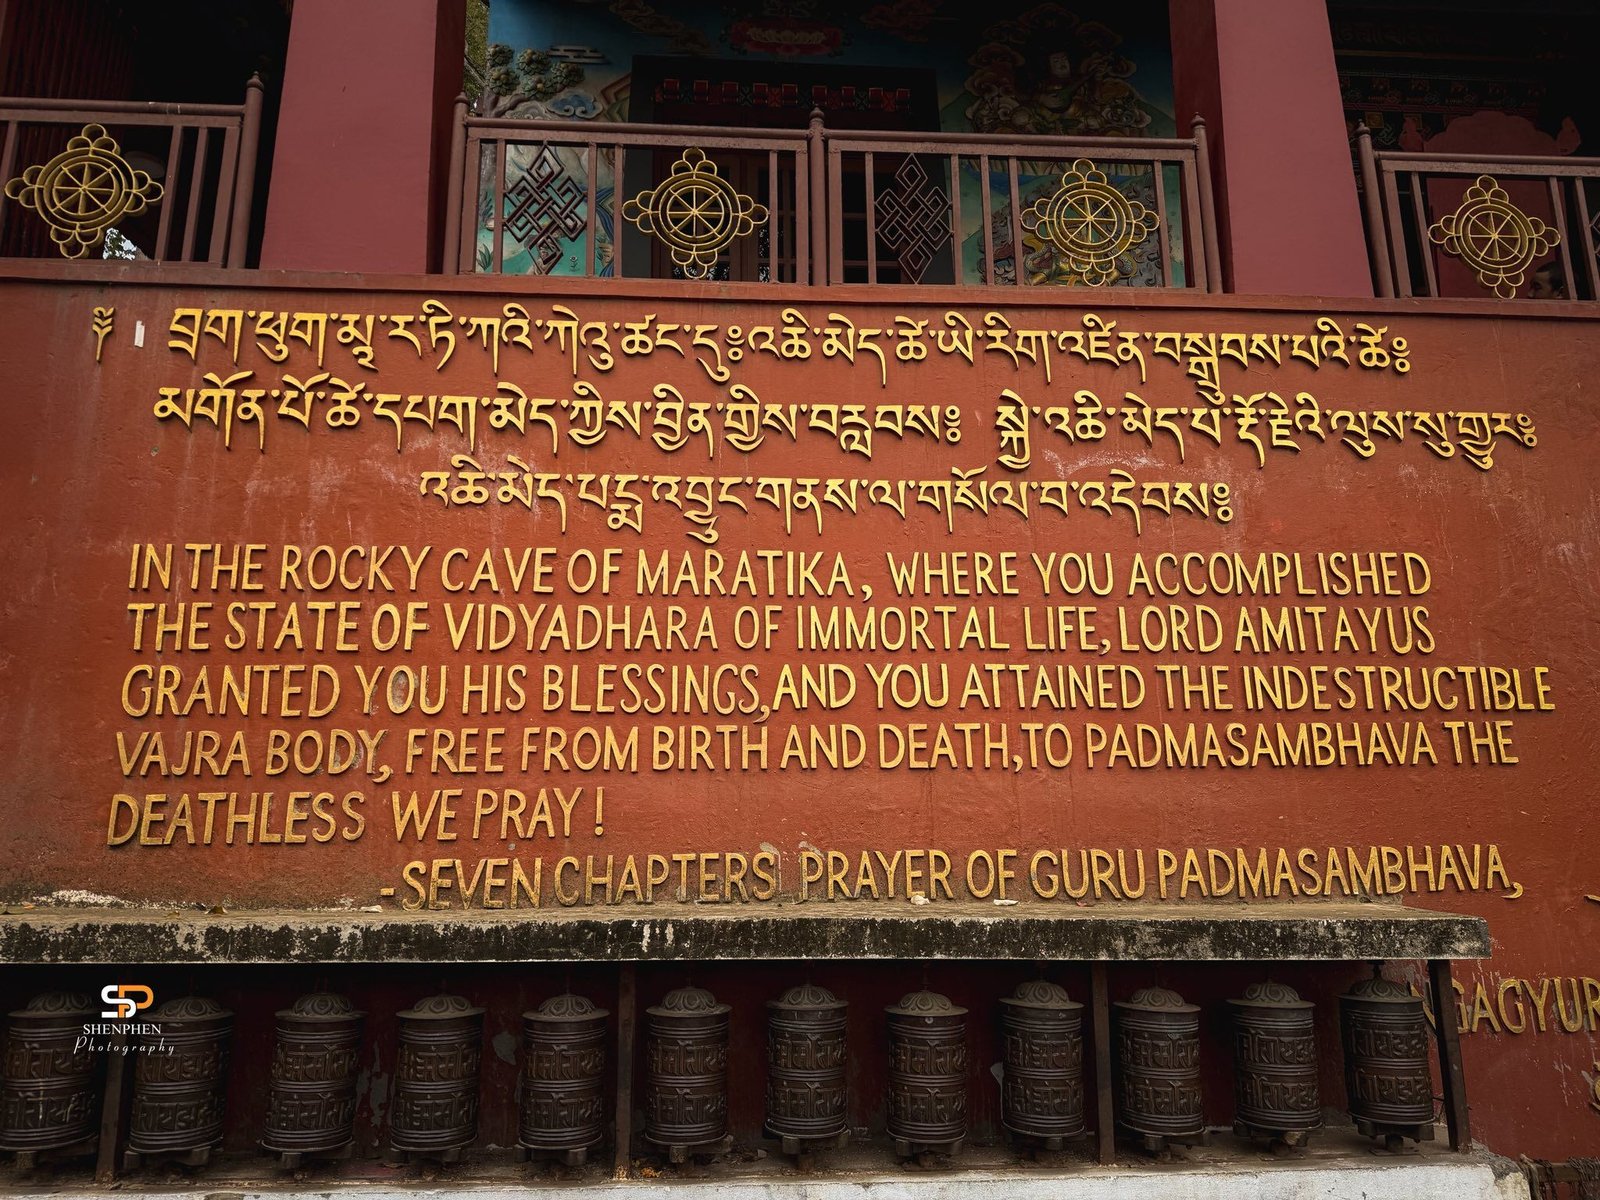 ༈ བྲག་ཕུག་མཱ་ར་ཏི་ཀའི་ཀེའུ་ཚང་དུ༔འཆི་མེད་ཚེ་ཡི་རིག་འཛིན་བསྒྲུབས་པའི་ཚེ༔
མགོན་པོ་ཚེ་དཔག་མེད་ཀྱིས་བྱིན་གྱིས་བརླབས༔ སྐྱེ་འཆི་མེད་པ་རྡོ་རྗེའི་ལུས་སུ་གྱུར༔
འཆི་མེད་པདྨ་འབྱུང་གནས་ལ་གསོལ་བ་འདེབས༔
IN THE ROCKY CAVE OF MARATIKA, WHERE YOU ACCOMPLISHED
THE STATE OF VIDYADHARA OF IMMORTAL LIFE, LORD AMITAYUS
GRANTED YOU HIS BLESSINGS, AND YOU ATTAINED THE INDESTRUCTIBLE
VAJRA BODY, FREE FROM BIRTH AND DEATH, TO PADMASAMBHAVA THE
DEATHLESS WE PRAY!
-SEVEN CHAPTERS PRAYER OF GURU PADMASAMBHAVA,
GAGYUR
SP
SHENPHEN
Photography